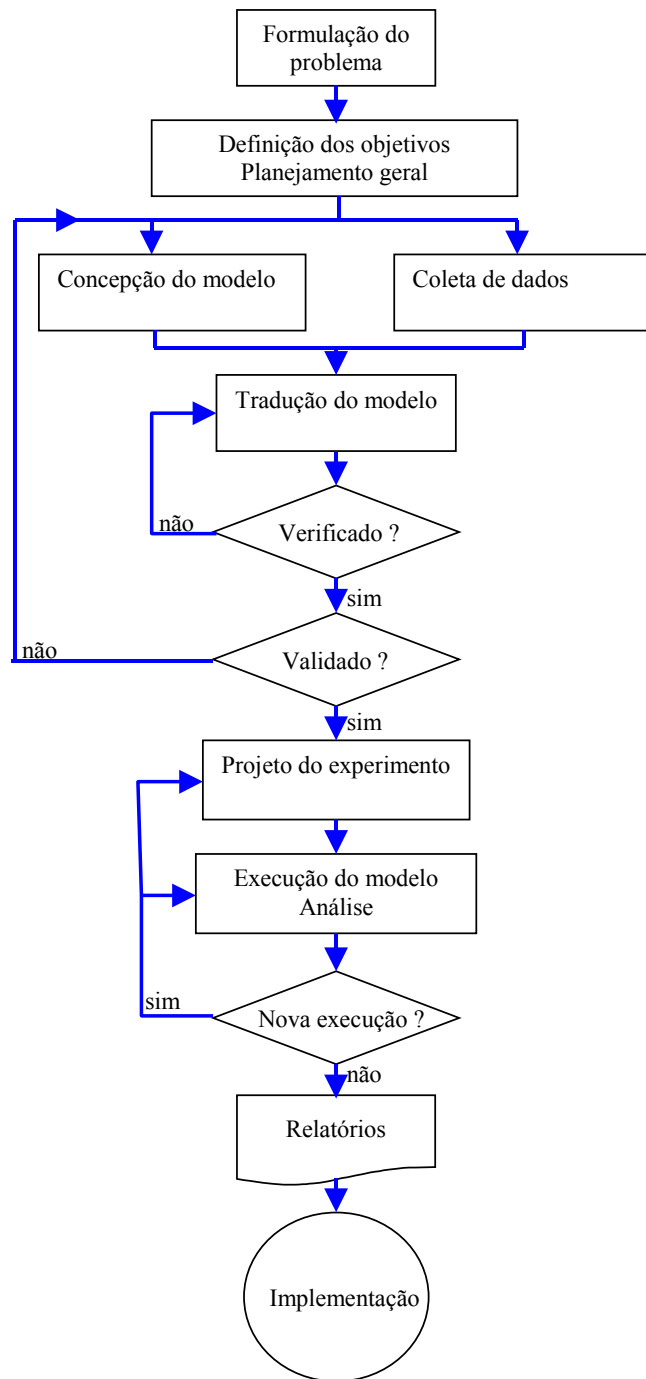 Formulação do
problema
Definição dos objetivos
Planejamento geral
Concepção do modelo
Coleta de dados
Tradução do modelo
não
Verificado ?
sim
não
Validado ?
sim
Projeto do experimento
Execução do modelo
Análise
sim
Nova execução ?
não
Relatórios
Implementação